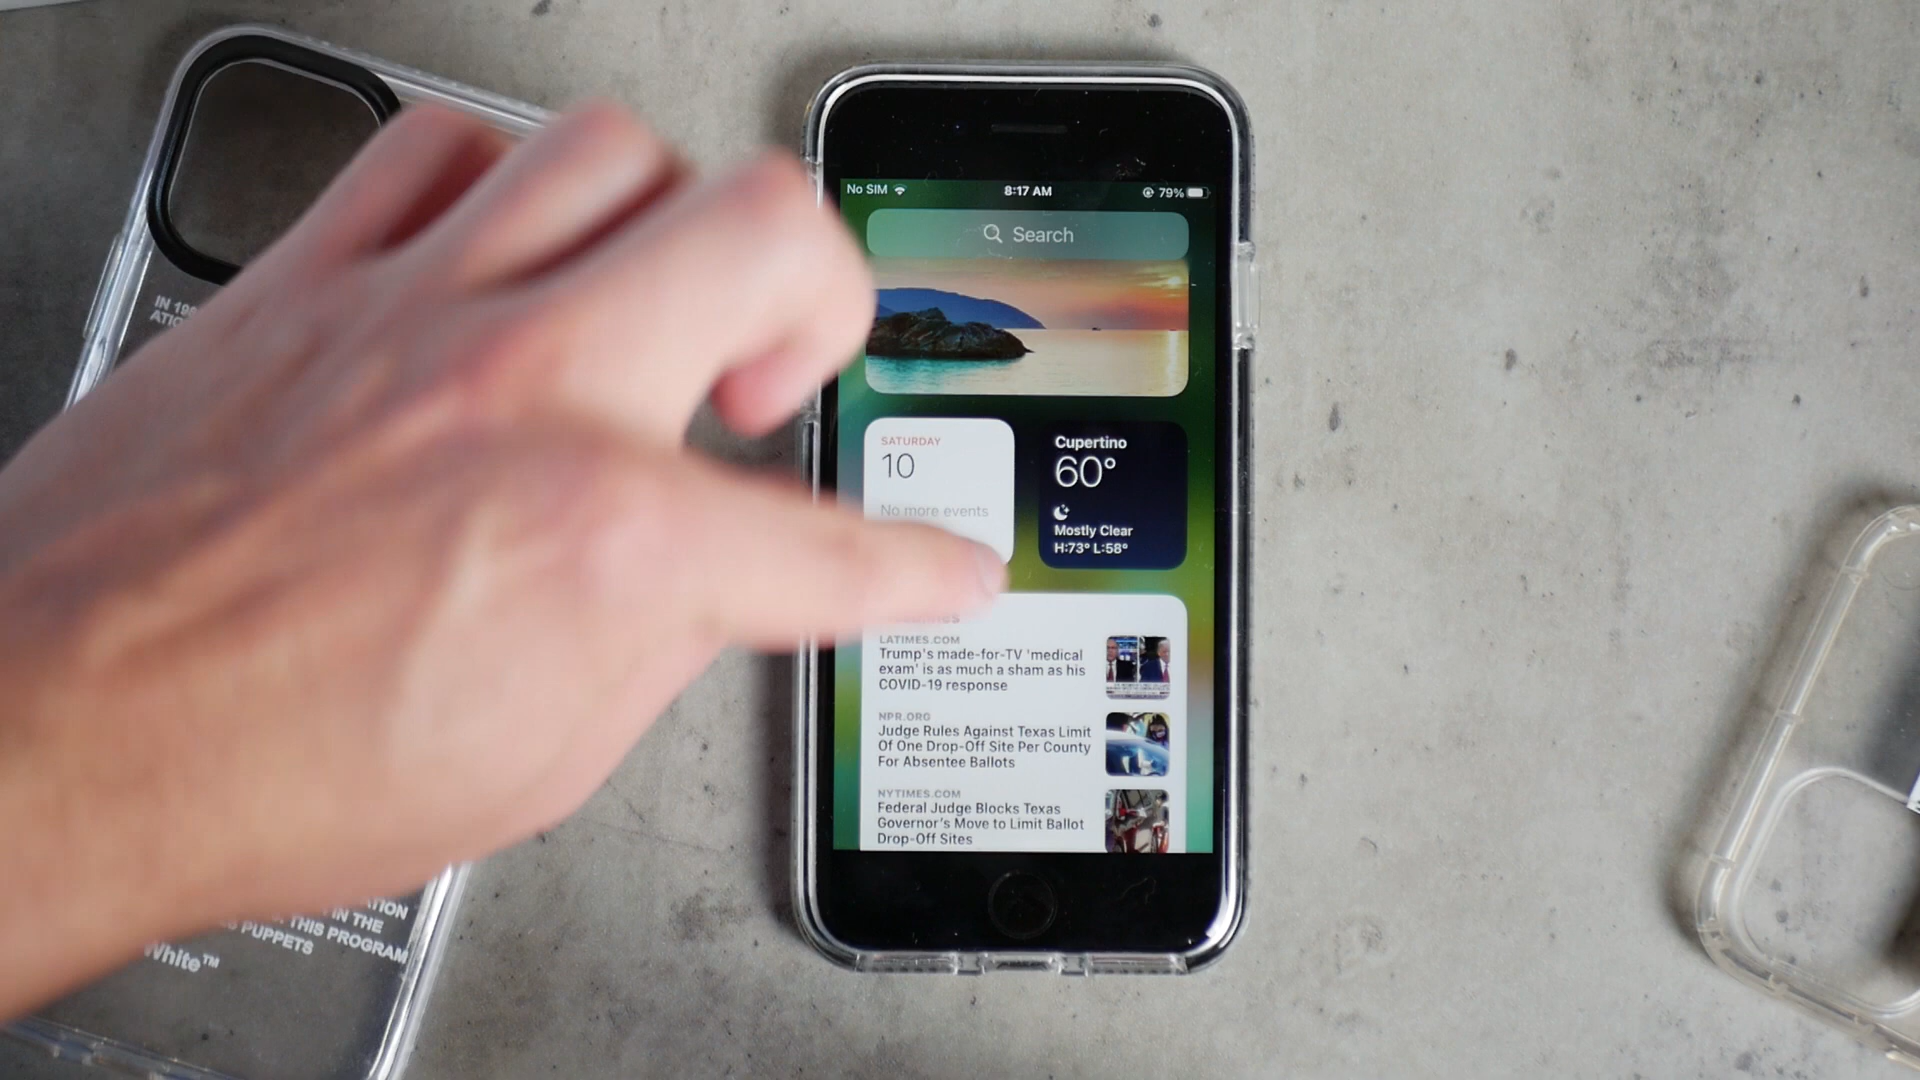 No SIM 8:17 AM 79%
Search
SATURDAY
10
No more events
Cupertino
60°
Mostly Clear
H:73° L:58°
LATIMES.COM
Trump's made-for-TV 'medical
exam' is as much a sham as his
COVID-19 response
NPR.ORG
Judge Rules Against Texas Limit
Of One Drop-Off Site Per County
For Absentee Ballots
NYTIMES.COM
Federal Judge Blocks Texas
Governor's Move to Limit Ballot
Drop-Off Sites
IN
IN THE
THIS PROGRAM
PUPPETS
White™